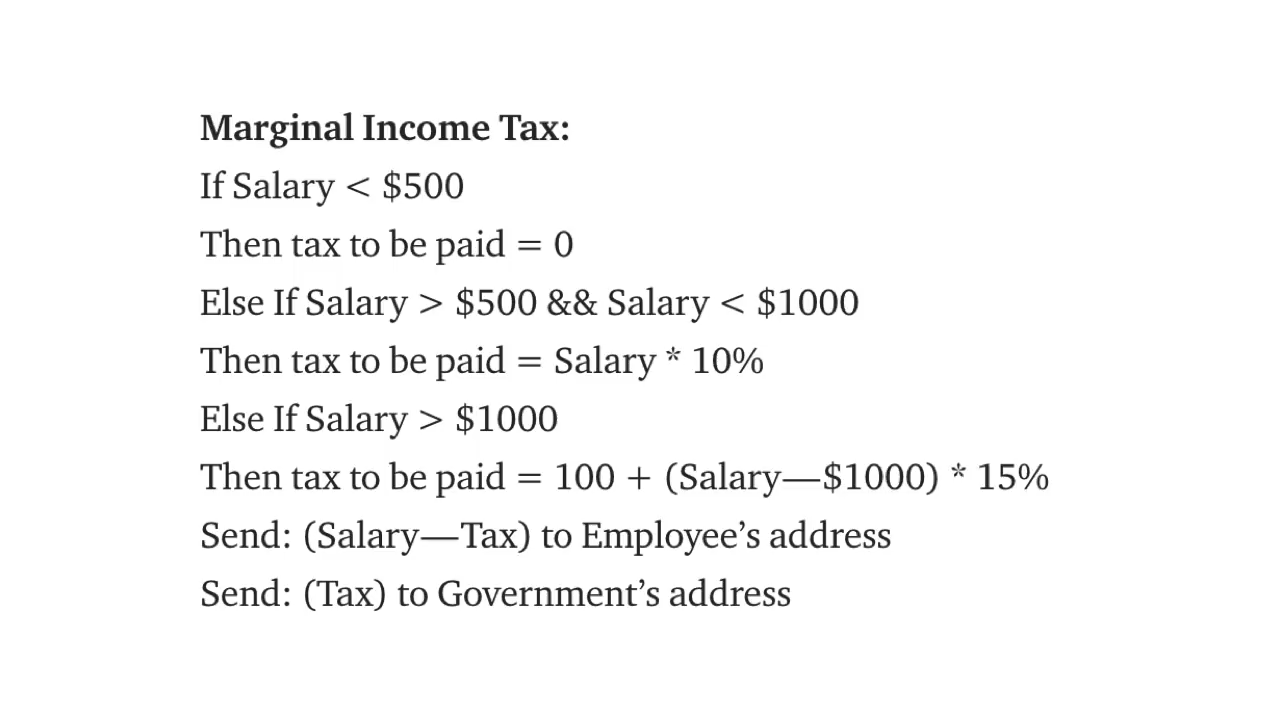 Marginal Income Tax:
If Salary < $500
Then tax to be paid = 0
Else If Salary > $500 && Salary < $1000
Then tax to be paid = Salary * 10%
Else If Salary > $1000
Then tax to be paid = 100 + (Salary—$1000) * 15%
Send: (Salary—Tax) to Employee’s address
Send: (Tax) to Government’s address